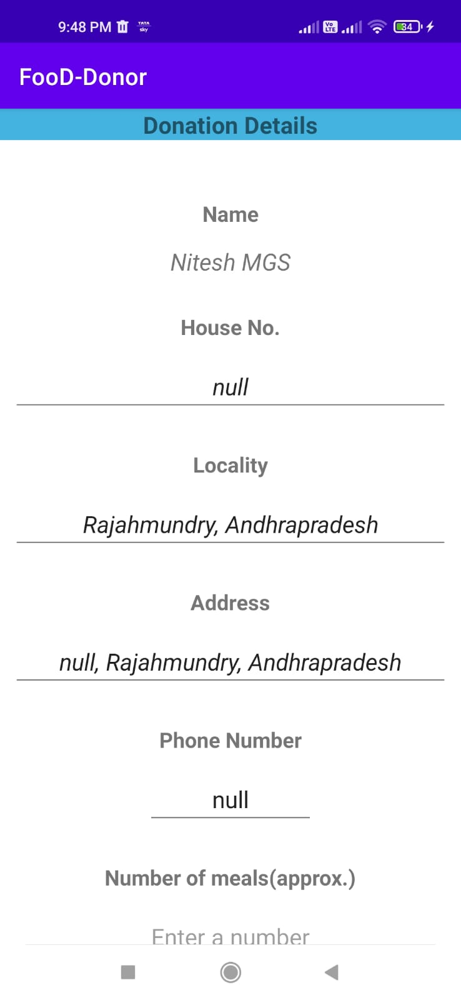 9:48 PM TATA sky Vo LTE 34
FooD-Donor
Donation Details
Name
Nitesh MGS
House No.
null
Locality
Rajahmundry, Andhrapradesh
Address
null, Rajahmundry, Andhrapradesh
Phone Number
null
Number of meals(approx.)
Enter a number